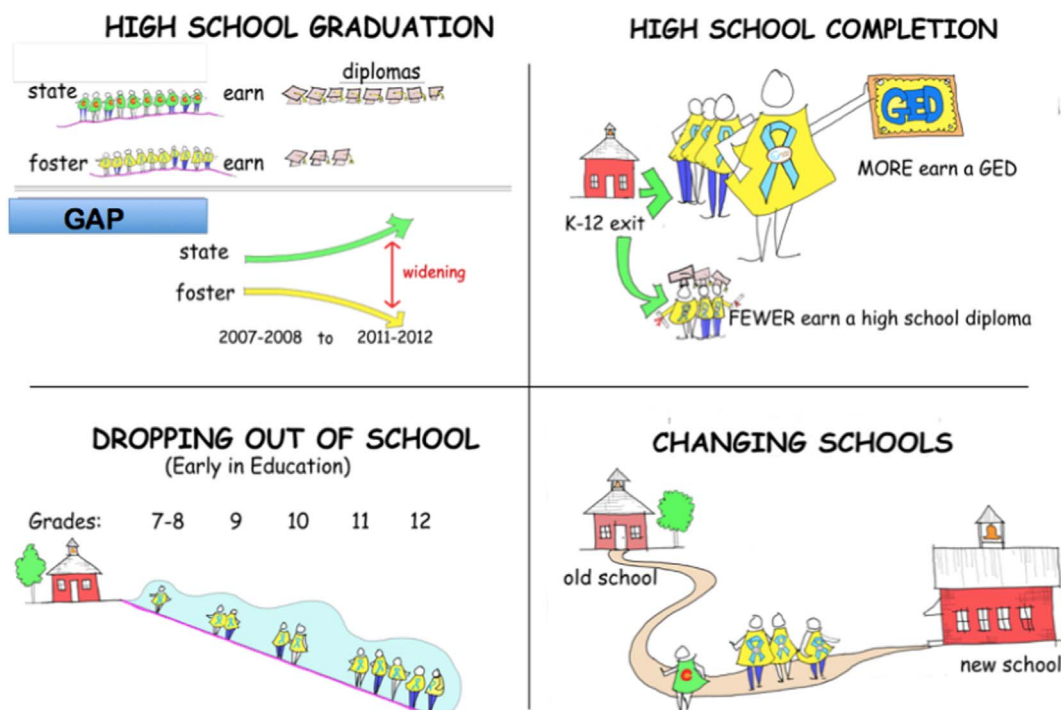 HIGH SCHOOL GRADUATION
diplomas
state earn
foster earn
GAP
state
widening
foster
2007-2008 to 2011-2012
HIGH SCHOOL COMPLETION
GED
MORE earn a GED
K-12 exit
FEWER earn a high school diploma
DROPPING OUT OF SCHOOL
(Early in Education)
Grades: 7-8 9 10 11 12
CHANGING SCHOOLS
old school
C
new school